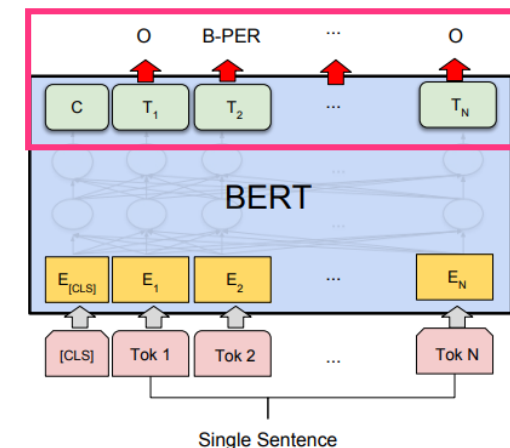 O B-PER ... O
C T1 T2 ... TN
...
BERT
...
E[CLS] E1 E2 ... EN
[CLS] Tok 1 Tok 2 ... Tok N
Single Sentence